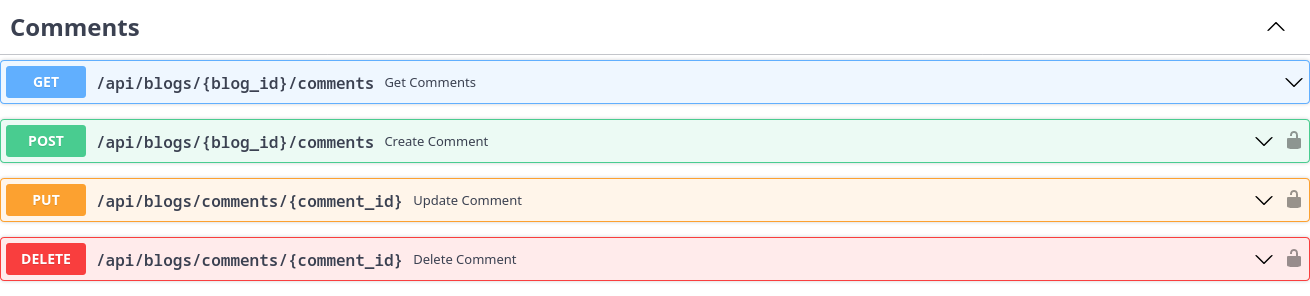 Comments
GET /api/blogs/{blog_id}/comments Get Comments
POST /api/blogs/{blog_id}/comments Create Comment
PUT /api/blogs/comments/{comment_id} Update Comment
DELETE /api/blogs/comments/{comment_id} Delete Comment